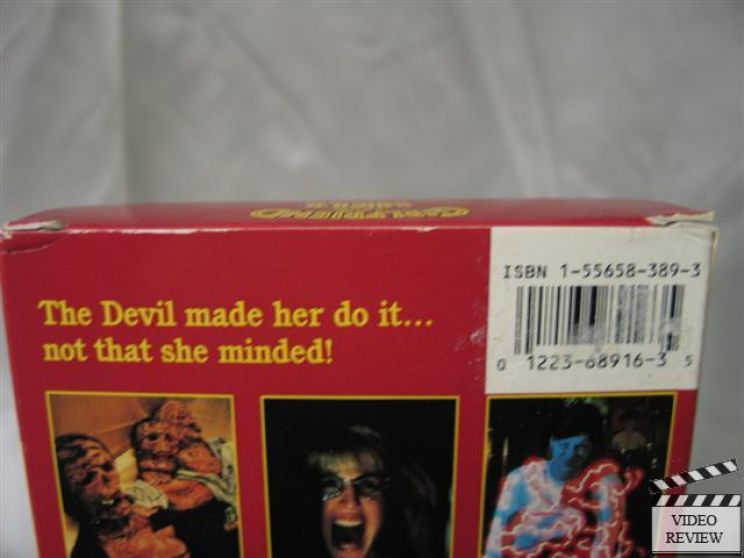 GIRLFRIEND
The Devil made her do it...
not that she minded!
ISBN 1-55658-389-3
0 1223-68916-3 5
VIDEO
REVIEW